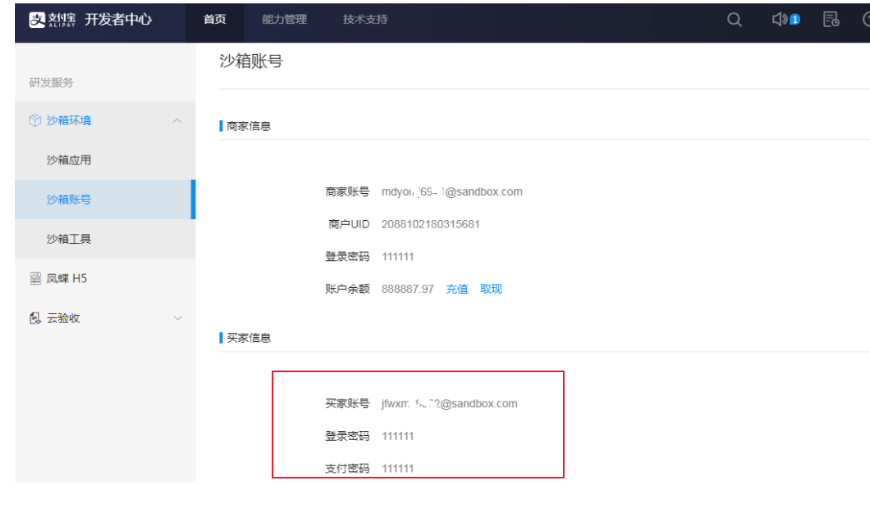 支付宝 ALIPAY 开发者中心 首页 能力管理 技术支持 1
沙箱账号
研发服务
沙箱环境
商家信息
沙箱应用
商家账号 @sandbox.com
沙箱账号
商户UID 2088102180315681
沙箱工具
登录密码 111111
凤蝶 H5
账户余额 888887.97 充值 取现
云验收
买家信息
买家账号 @sandbox.com
登录密码 111111
支付密码 111111